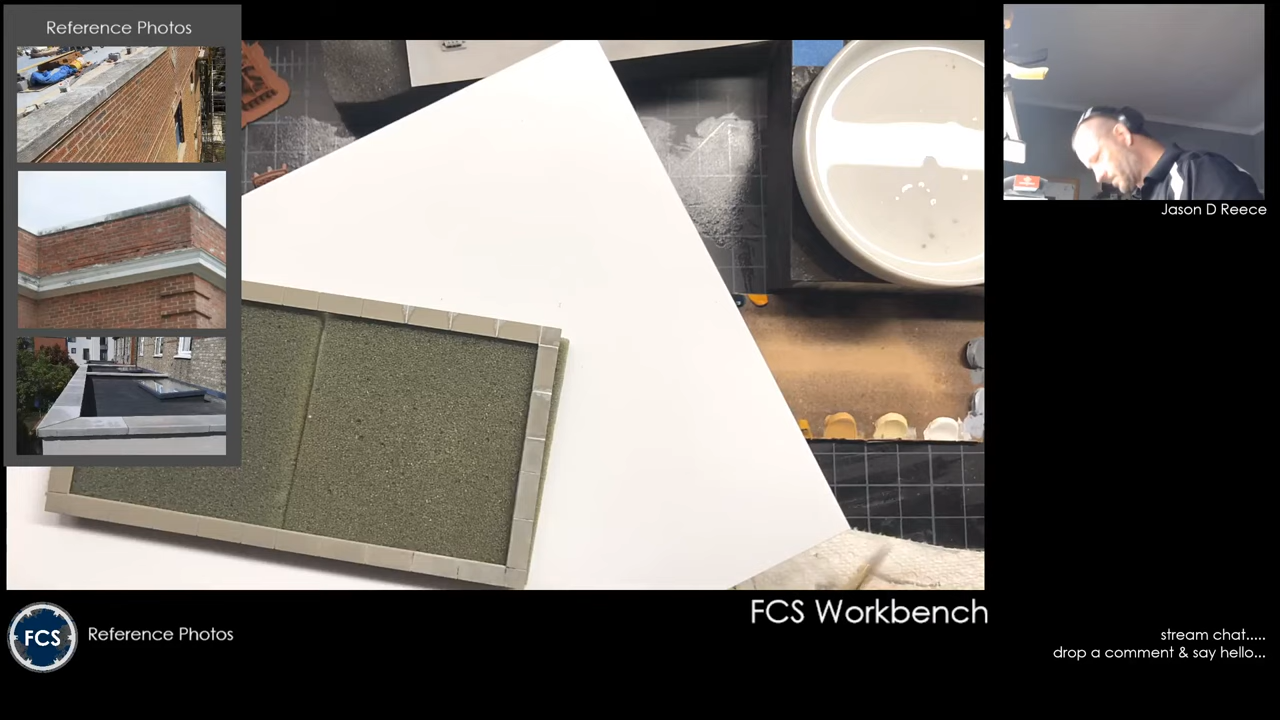 Reference Photos
Jason D Reece
FCS Workbench
FCS
Reference Photos
stream chat.....
drop a comment & say hello...